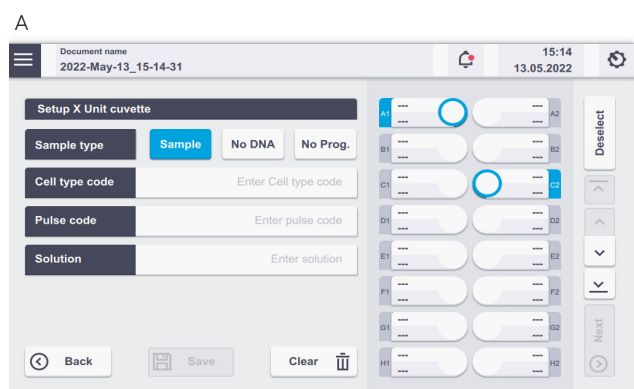 A
Document name
2022-May-13_15-14-31
15:14
13.05.2022
Setup X Unit cuvette
Sample type Sample No DNA No Prog.
Cell type code Enter Cell type code
Pulse code Enter pulse code
Solution Enter solution
Back Save Clear
A1 --- --- A2
--- ---
B1 --- --- B2
--- ---
C1 --- --- C2
--- ---
D1 --- --- D2
--- ---
E1 --- --- E2
--- ---
F1 --- --- F2
--- ---
G1 --- --- G2
--- ---
H1 --- --- H2
--- ---
Deselect
Next